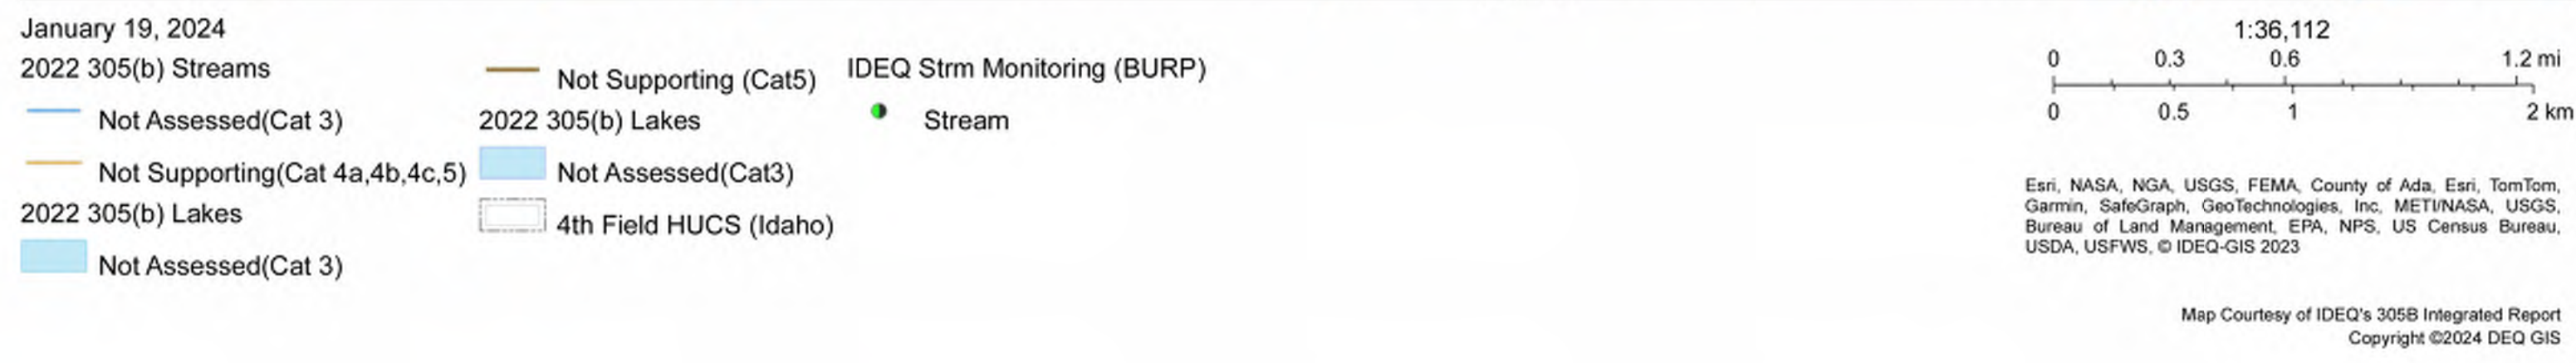 January 19, 2024
2022 305(b) Streams
Not Assessed(Cat 3)
Not Supporting(Cat 4a,4b,4c,5)
2022 305(b) Lakes
Not Assessed(Cat 3)
Not Supporting (Cat5)
2022 305(b) Lakes
Not Assessed(Cat3)
4th Field HUCS (Idaho)
IDEQ Strm Monitoring (BURP)
Stream
1:36,112
0 0.3 0.6 1.2 mi
0 0.5 1 2 km
Esri, NASA, NGA, USGS, FEMA, County of Ada, Esri, TomTom,
Garmin, SafeGraph, GeoTechnologies, Inc, METI/NASA, USGS,
Bureau of Land Management, EPA, NPS, US Census Bureau,
USDA, USFWS, © IDEQ-GIS 2023
Map Courtesy of IDEQ's 305B Integrated Report
Copyright ©2024 DEQ GIS